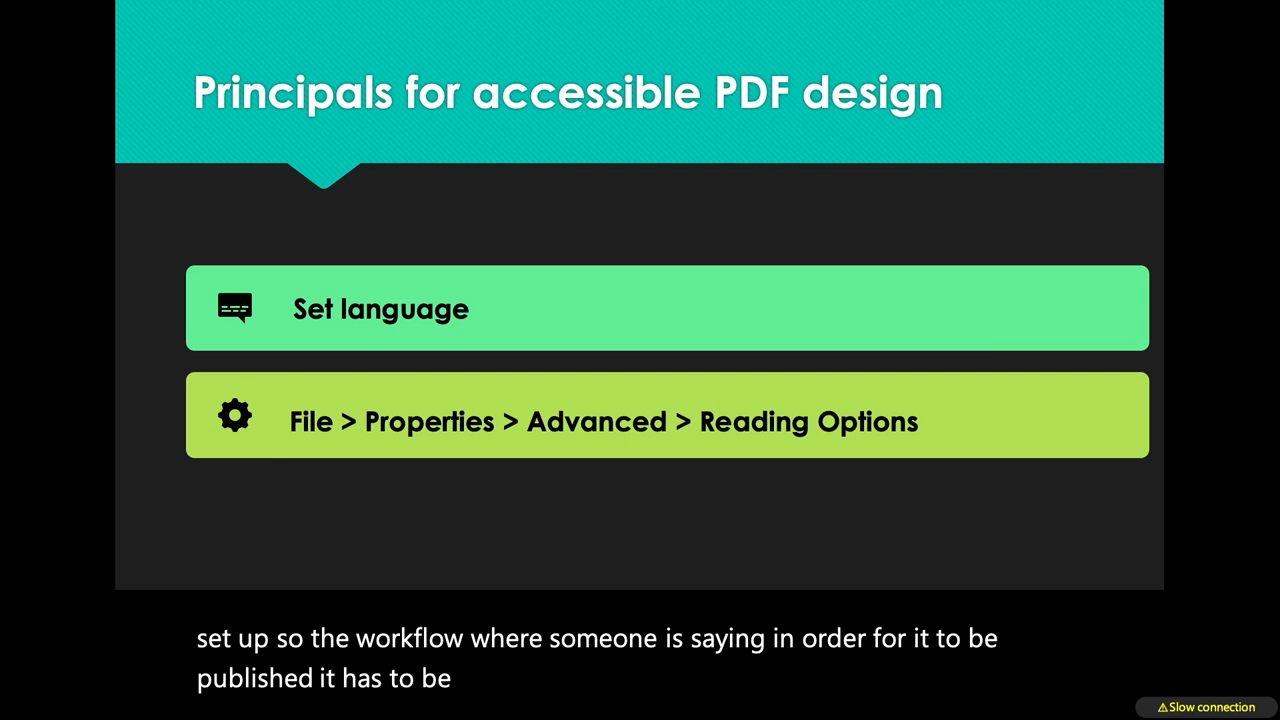 Principals for accessible PDF design
Set language
File > Properties > Advanced > Reading Options
set up so the workflow where someone is saying in order for it to be
published it has to be
⚠Slow connection